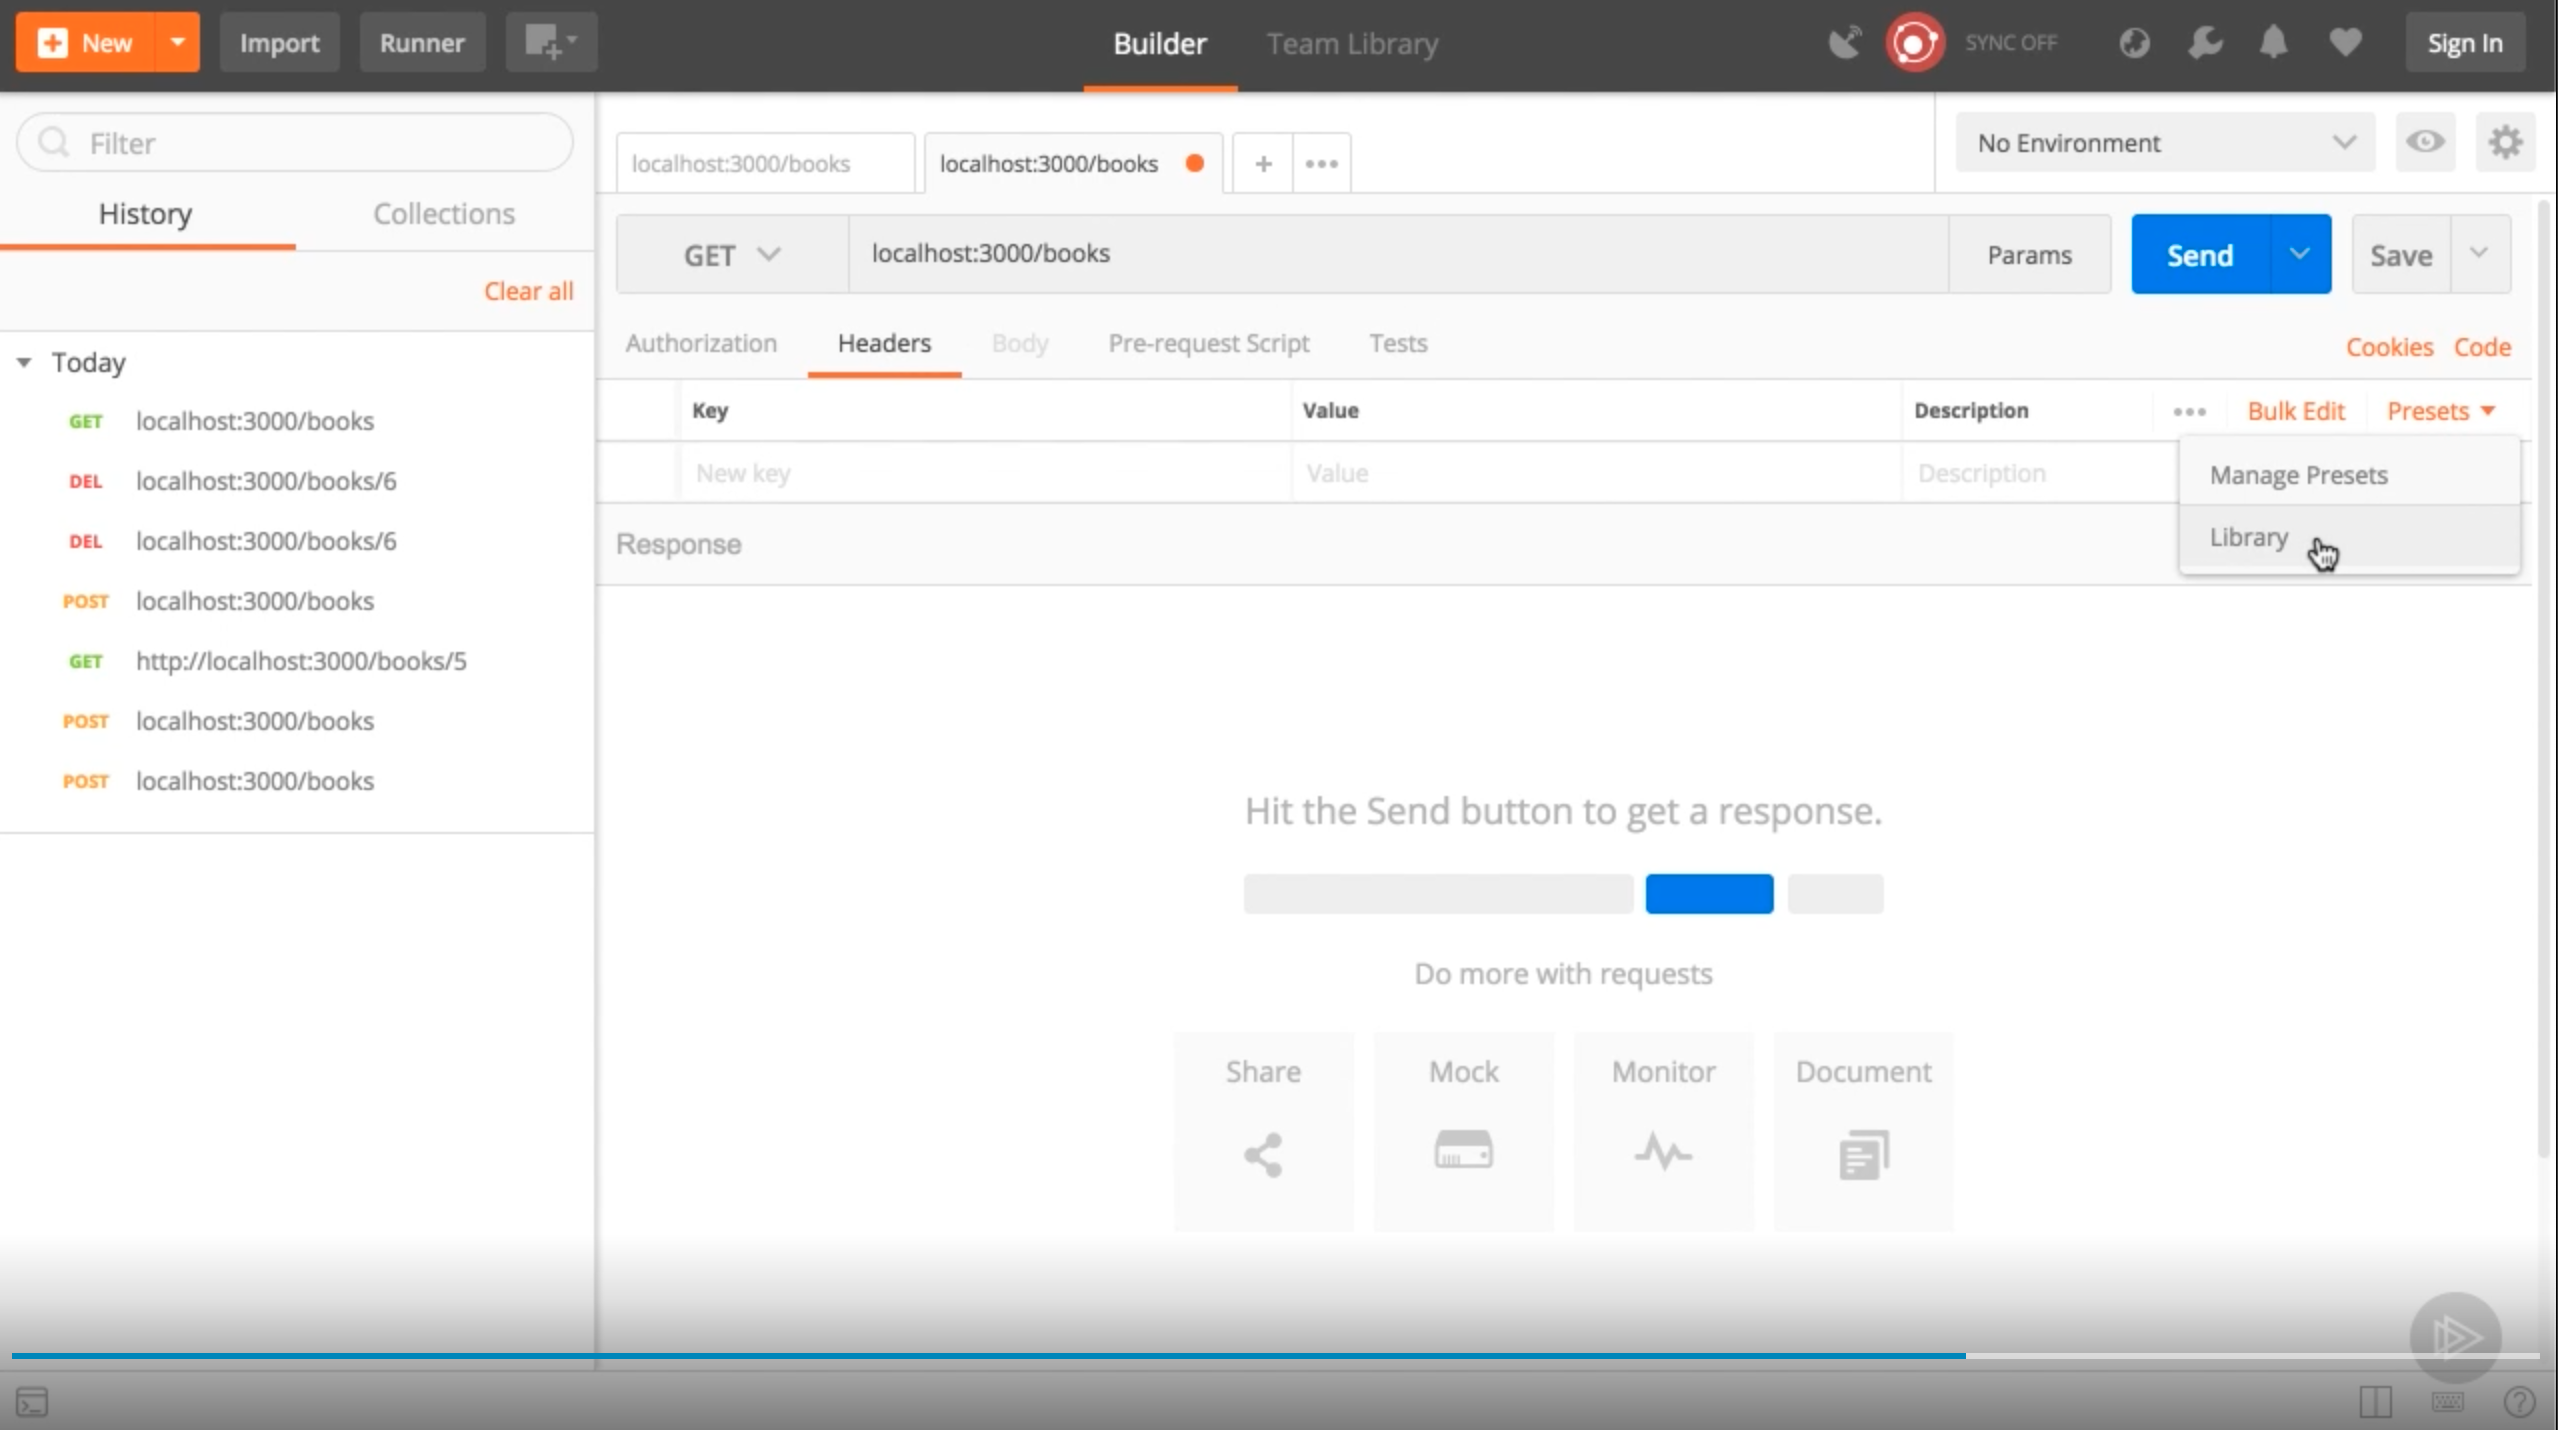 New
Import
Runner
Builder
Team Library
SYNC OFF
Sign In
Filter
History
Collections
Clear all
Today
GET localhost:3000/books
DEL localhost:3000/books/6
DEL localhost:3000/books/6
POST localhost:3000/books
GET http://localhost:3000/books/5
POST localhost:3000/books
POST localhost:3000/books
localhost:3000/books
localhost:3000/books
No Environment
GET
localhost:3000/books
Params
Send
Save
Authorization
Headers
Body
Pre-request Script
Tests
Cookies
Code
Key
Value
Description
Bulk Edit
Presets
New key
Value
Description
Manage Presets
Library
Response
Hit the Send button to get a response.
Do more with requests
Share
Mock
Monitor
Document